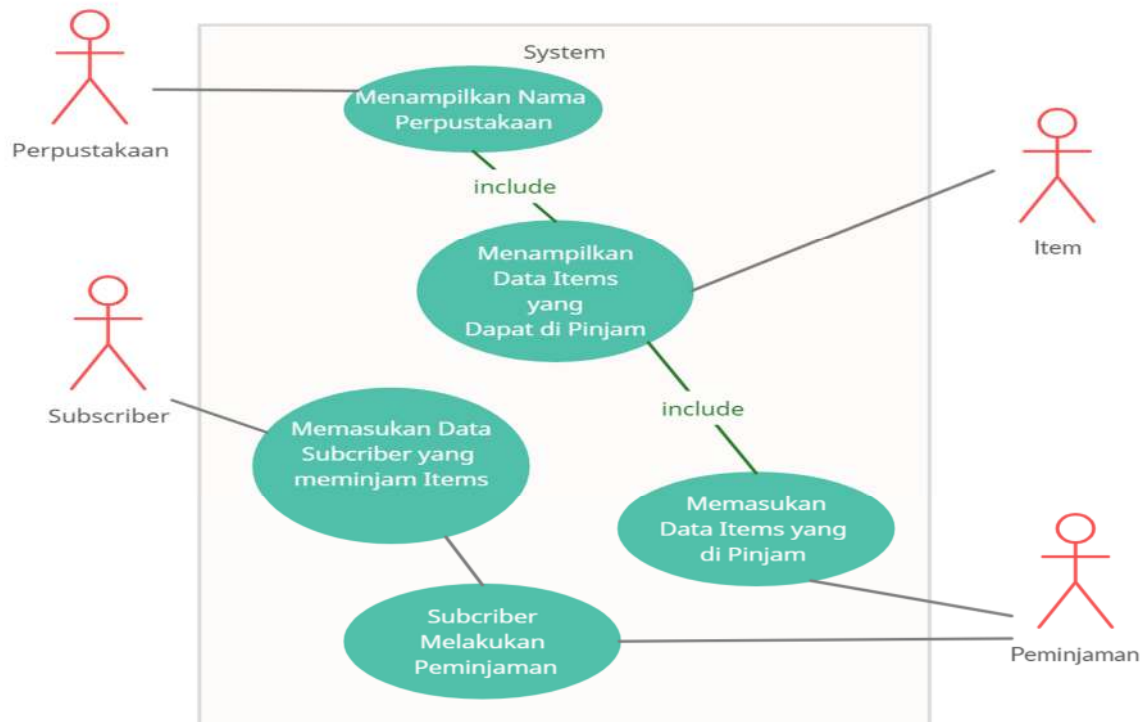 System
Menampilkan Nama
Perpustakaan
Perpustakaan
include
Menampilkan
Data Items
yang
Dapat di Pinjam
Item
Subscriber
include
Memasukan Data
Subcriber yang
meminjam Items
Memasukan
Data Items yang
di Pinjam
Subcriber
Melakukan
Peminjaman
Peminjaman